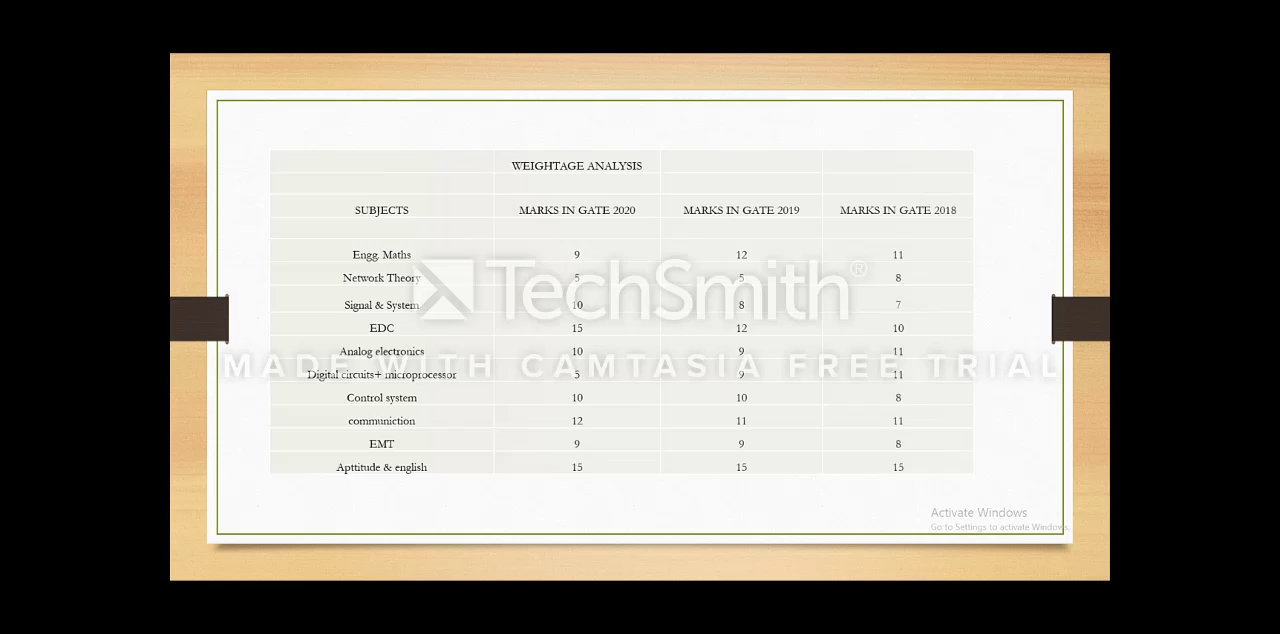 WEIGHTAGE ANALYSIS
SUBJECTS MARKS IN GATE 2020 MARKS IN GATE 2019 MARKS IN GATE 2018
Engg. Maths 9 12 11
Network Theory 5 5 8
TechSmith®
Signal & System 10 8 7
EDC 15 12 10
Analog electronics 10 9 11
MADE WITH CAMTASIA FREE TRIAL
Digital circuits+ microprocessor 5 9 11
Control system 10 10 8
communiction 12 11 11
EMT 9 9 8
Apttitude & english 15 15 15
Activate Windows
Go to Settings to activate Windows.